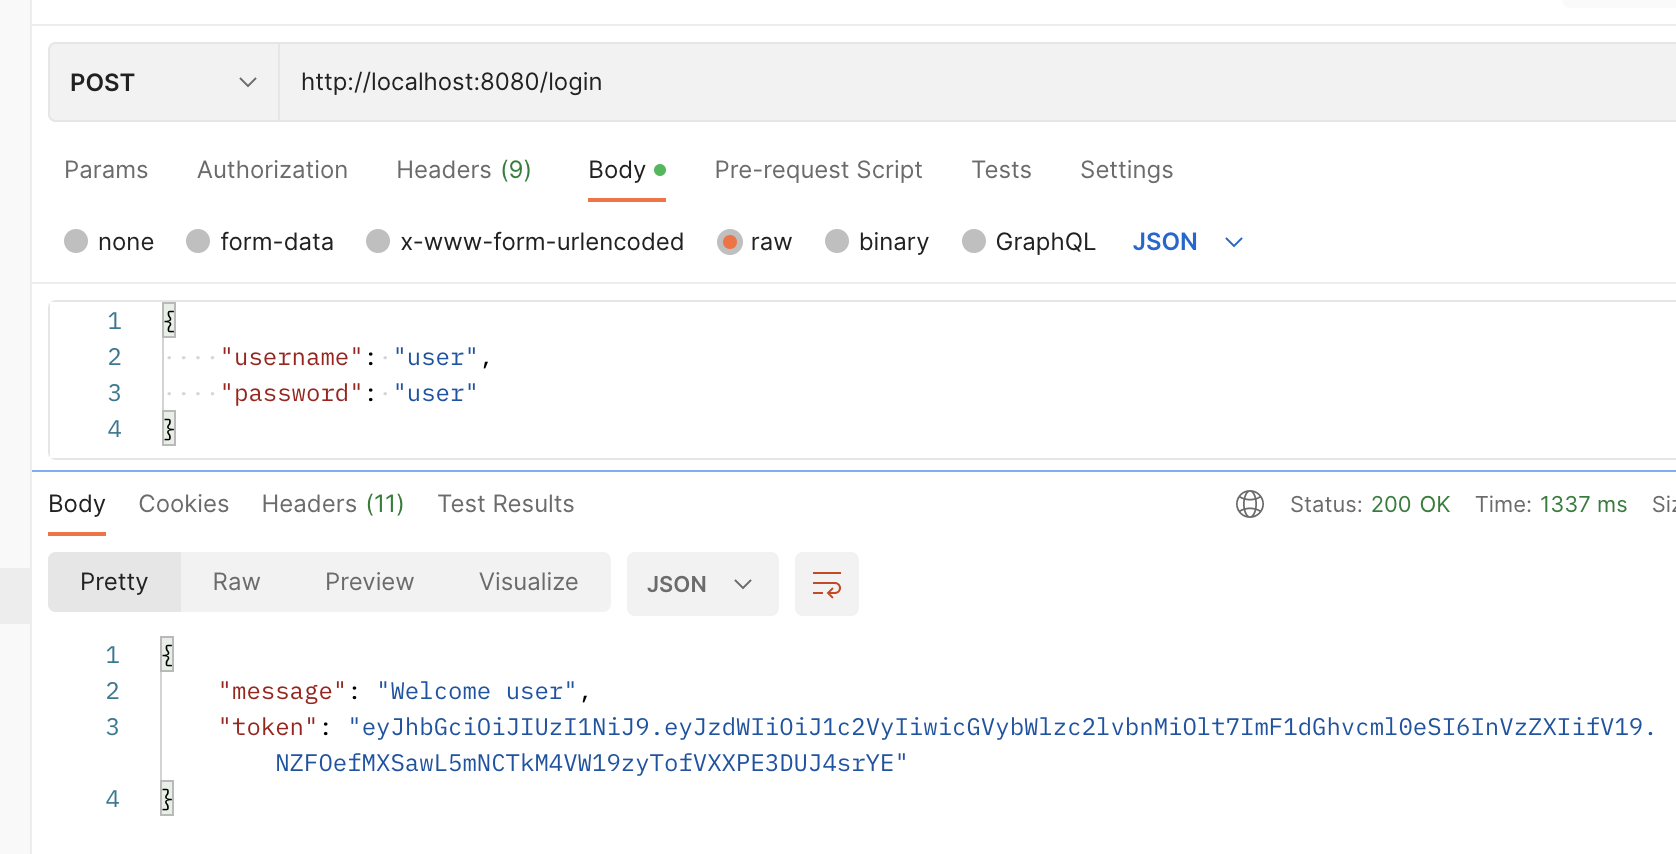 POST http://localhost:8080/login
Params Authorization Headers (9) Body Pre-request Script Tests Settings
none form-data x-www-form-urlencoded raw binary GraphQL JSON
1 {
2 "username": "user",
3 "password": "user"
4 }
Body Cookies Headers (11) Test Results Status: 200 OK Time: 1337 ms
Pretty Raw Preview Visualize JSON
1 {
2 "message": "Welcome user",
3 "token": "eyJhbGciOiJIUzI1NiJ9.eyJzdWIiOiJ1c2VyIiwicGVybWlzc2lvbnMiOlt7ImF1dGhvcml0eSI6InVzZXIifV19.
NZFOefMXSawL5mNCTkM4VW19zyTofVXXPE3DUJ4srYE"
4 }